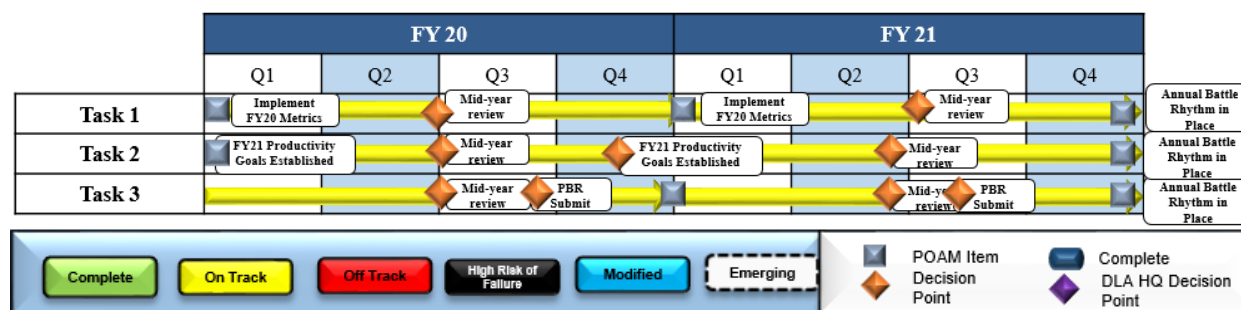 FY 20
FY 21
Q1
Q2
Q3
Q4
Q1
Q2
Q3
Q4
Task 1
Implement
FY20 Metrics
Mid-year
review
Implement
FY20 Metrics
Mid-year
review
Annual Battle
Rhythm in
Place
Task 2
FY21 Productivity
Goals Established
Mid-year
review
FY21 Productivity
Goals Established
Mid-year
review
Annual Battle
Rhythm in
Place
Task 3
Mid-year
review
PBR
Submit
Mid-ye
review
PBR
Submit
Annual Battle
Rhythm in
Place
Complete
On Track
Off Track
High Risk of
Failure
Modified
Emerging
POAM Item
Decision
Point
Complete
DLA HQ Decision
Point